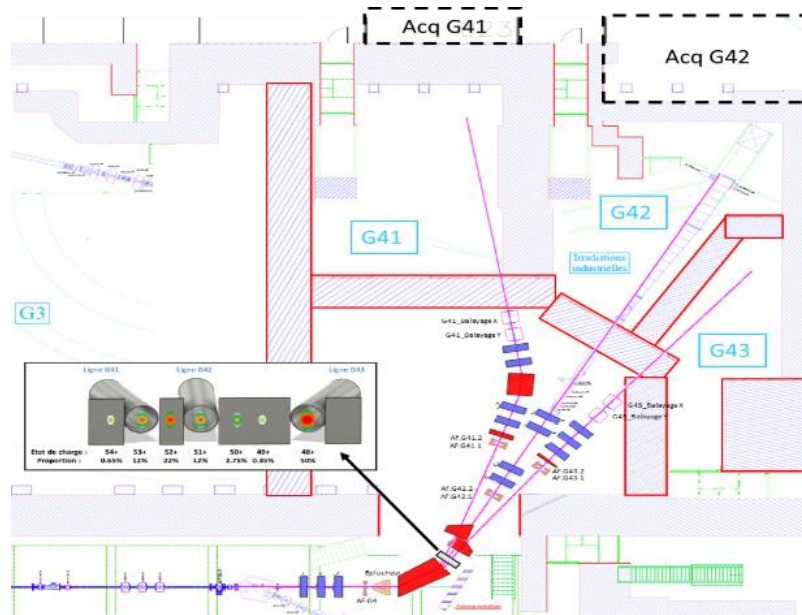 Acq G41
Acq G42
G42
G41
Irradiations
industrielles
G3
G41_Balayage X
G41_Balayage Y
G43
Ligne G41
Ligne G42
Ligne G43
G43_Balayage X
G43_Balayage Y
Etat de charge :
54+
53+
52+
51+
50+
49+
48+
Proportion :
0.65%
12%
22%
12%
2.75%
0.85%
50%
AF.G41.2
AF.G41.1
AF.G43.2
AF.G43.1
AF.G42.2
AF.G42.1
Eplucheur
AF.G4